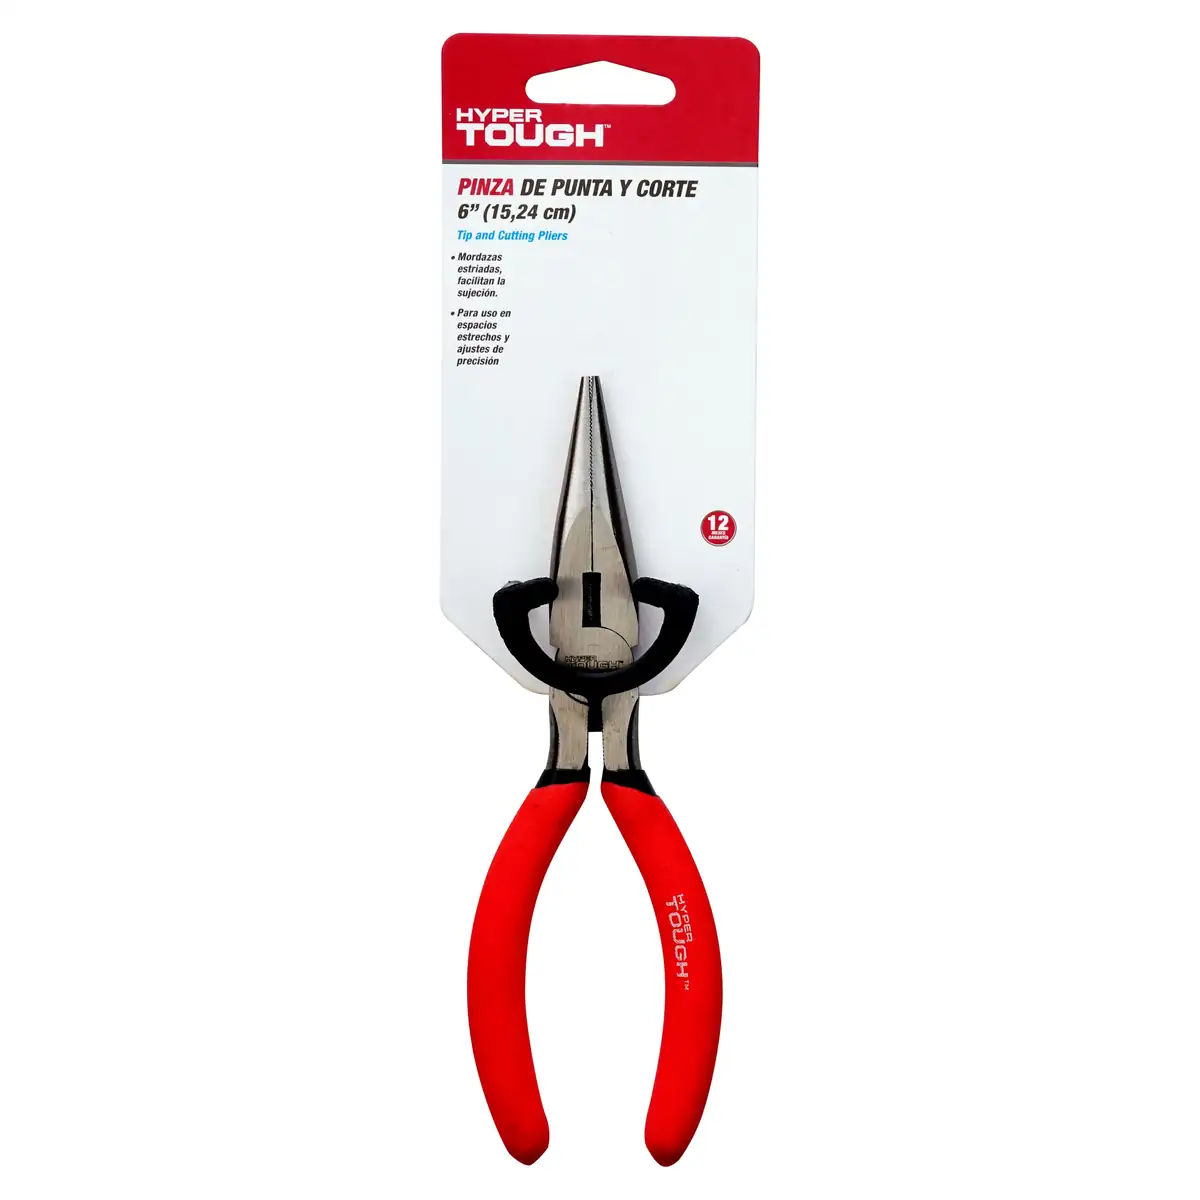 HYPER
TOUGH™
PINZA DE PUNTA Y CORTE
6” (15,24 cm)
Tip and Cutting Pliers
• Mordazas
estriadas,
facilitan la
sujeción.
• Para uso en
espacios
estrechos y
ajustes de
precisión
12
MESES
GARANTÍA
HYPER
TOUGH™
HYPER
TOUGH™